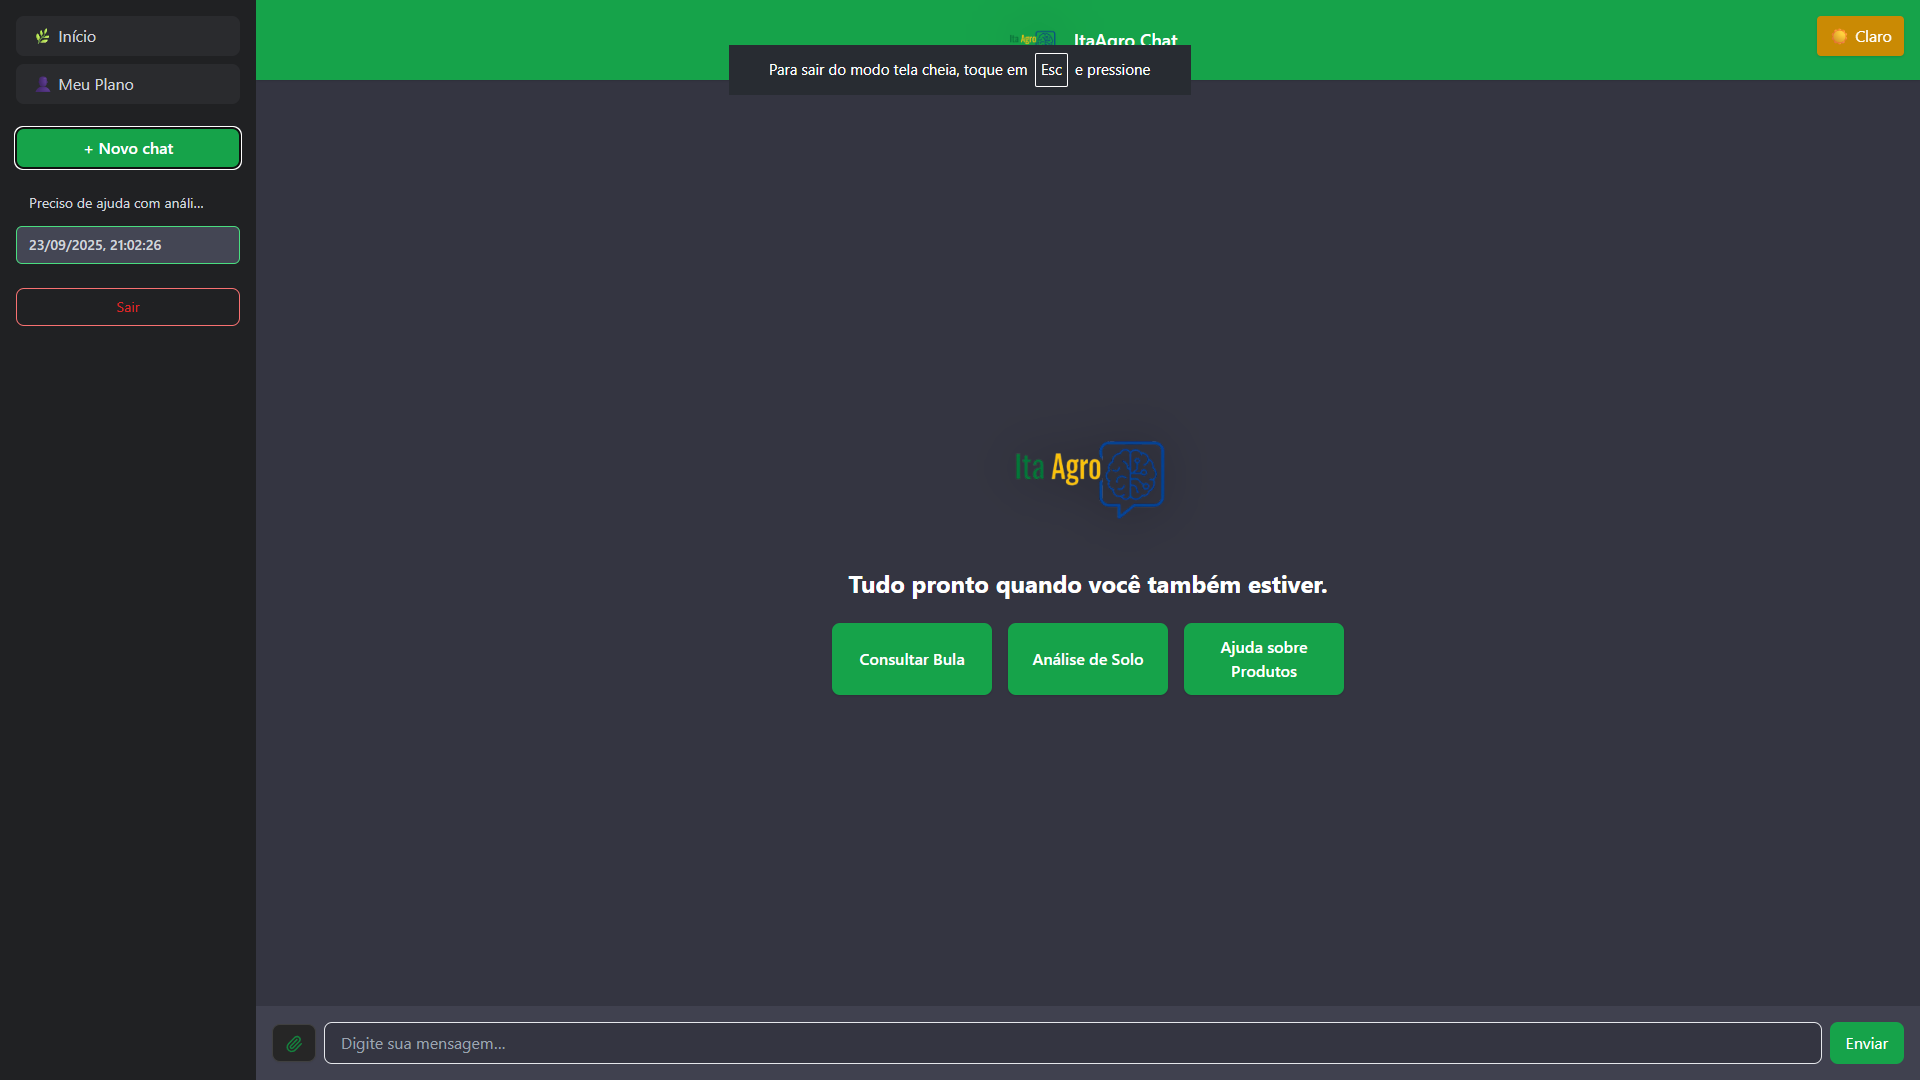 Início
Meu Plano
+ Novo chat
Preciso de ajuda com análi...
23/09/2025, 21:02:26
Sair
Ita Agro
ItaAgro Chat
Claro
Para sair do modo tela cheia, toque em Esc e pressione
Ita Agro
Tudo pronto quando você também estiver.
Consultar Bula
Análise de Solo
Ajuda sobre
Produtos
Digite sua mensagem...
Enviar